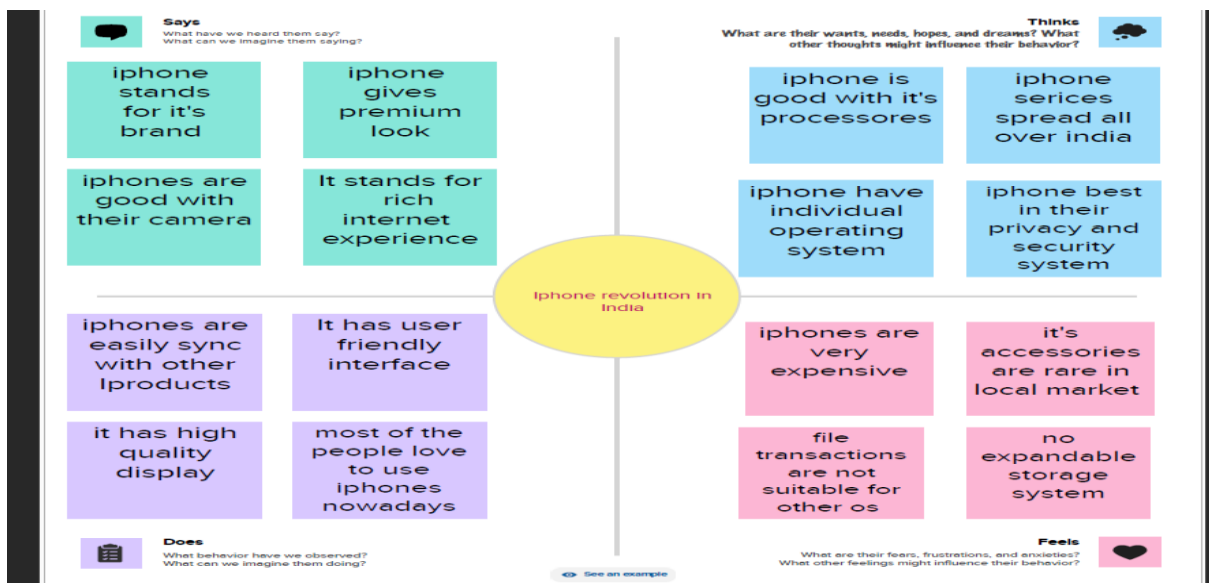 Says
What have we heard them say?
What can we imagine them saying?
iphone
stands
for it's
brand
iphone
gives
premium
look
iphones are
good with
their camera
It stands for
rich
internet
experience
Thinks
What are their wants, needs, hopes, and dreams? What
other thoughts might influence their behavior?
iphone is
good with it's
processores
iphone
serices
spread all
over india
iphone have
individual
operating
system
iphone best
in their
privacy and
security
system
Iphone revolution in
India
iphones are
easily sync
with other
Iproducts
It has user
friendly
interface
it has high
quality
display
most of the
people love
to use
iphones
nowadays
Does
What behavior have we observed?
What can we imagine them doing?
iphones are
very
expensive
it's
accessories
are rare in
local market
file
transactions
are not
suitable for
other os
no
expandable
storage
system
Feels
What are their fears, frustrations, and anxieties?
What other feelings might influence their behavior?
See an example